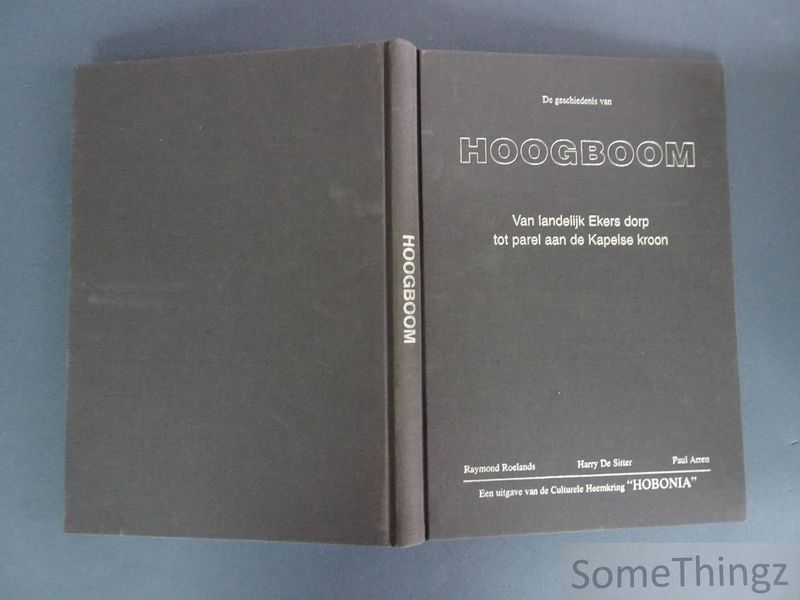 HOOGBOOM
De geschiedenis van
HOOGBOOM
Van landelijk Ekers dorp
tot parel aan de Kapelse kroon
Raymond Roelands Harry De Sitter Paul Arren
Een uitgave van de Culturele Heemkring "HOBONIA"
SomeThingz